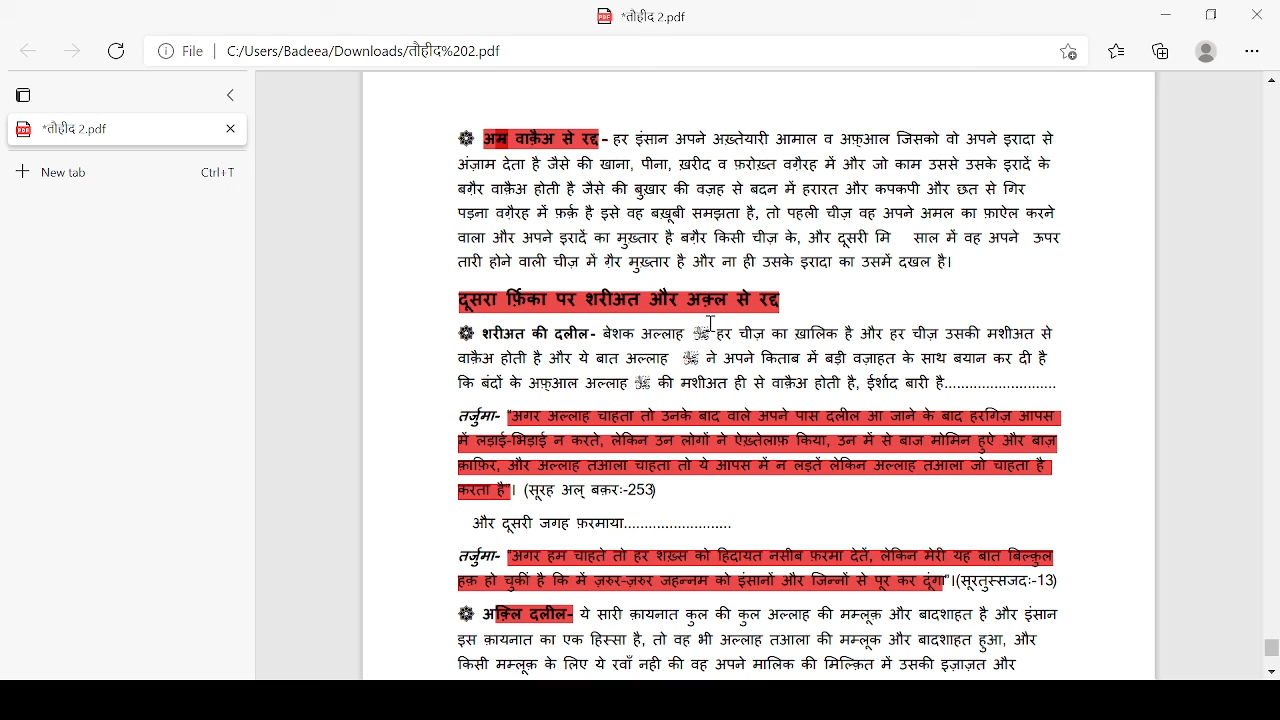 *तौहीद 2.pdf
File
C:/Users/Badeea/Downloads/तौहीद%202.pdf
*तौहीद 2.pdf
New tab Ctrl+T
अम वाक़ैअ से रद्द - हर इंसान अपने अख़्तेयारी आमाल व अफ़्आल जिसको वो अपने इरादा से
अंज़ाम देता है जैसे की खाना, पीना, ख़रीद व फ़रोख़्त वग़ैरह में और जो काम उससे उसके इरादें के
बग़ैर वाक़ैअ होती है जैसे की बुख़ार की वज़ह से बदन में हरारत और कपकपी और छत से गिर
पड़ना वग़ैरह में फ़र्क़ है इसे वह बख़ूबी समझता है, तो पहली चीज़ वह अपने अमल का फ़ाऐल करने
वाला और अपने इरादें का मुख़्तार है बग़ैर किसी चीज़ के, और दूसरी मि साल में वह अपने ऊपर
तारी होने वाली चीज़ में ग़ैर मुख़्तार है और ना ही उसके इरादा का उसमें दखल है|
दूसरा फ़िर्का पर शरीअत और अक़्ल से रद्द
शरीअत की दलील- बेशक अल्लाह ﷻ हर चीज़ का ख़ालिक है और हर चीज़ उसकी मशीअत से
वाक़ैअ होती है और ये बात अल्लाह ﷻ ने अपने किताब में बड़ी वज़ाहत के साथ बयान कर दी है
कि बंदों के अफ़्आल अल्लाह ﷻ की मशीअत ही से वाक़ैअ होती है, ईर्शाद बारी है...........................
तर्जुमा- "अगर अल्लाह चाहता तो उनके बाद वाले अपने पास दलील आ जाने के बाद हरगिज़ आपस
में लड़ाई-भिड़ाई न करते, लेकिन उन लोगों ने ऐख़्तेलाफ़ किया, उन में से बाज मोमिन हुऐ और बाज़
क़ाफ़िर, और अल्लाह तआला चाहता तो ये आपस में न लड़तें लेकिन अल्लाह तआला जो चाहता है
करता है"| (सूरह अल् बक़रः-253)
और दूसरी जगह फ़रमाया..........................
तर्जुमा- "अगर हम चाहते तो हर शख़्स को हिदायत नसीब फ़रमा देतें, लेकिन मेरी यह बात बिल्कुल
हक़ हो चुकीं है कि में ज़रुर-ज़रुर जहन्नम को इंसानों और जिन्नों से पूर कर दूंगा"|(सूरतुस्सजदः-13)
अक़्लि दलील- ये सारी क़ायनात कुल की कुल अल्लाह की मम्लूक़ और बादशाहत है और इंसान
इस क़ायनात का एक हिस्सा है, तो वह भी अल्लाह तआला की मम्लूक़ और बादशाहत हुआ, और
किसी मम्लूक़ के लिए ये रवाँ नही की वह अपने मालिक की मिल्कित में उसकी इज़ाज़त और